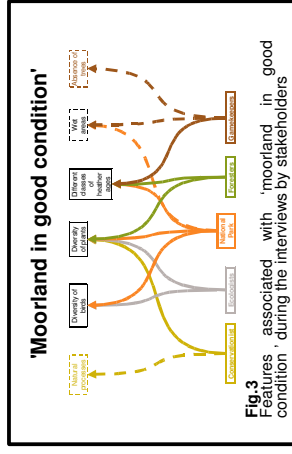 'Moorland in good condition'
Natural
processes
Diversity of
birds
Diversity
of plants
Different
classes
of
heather
ages
Wet
areas
Absence of
trees
Conservationist
Ecologists
National
Park
Foresters
Gamekeepers
Fig.3
Features associated with 'moorland in good
condition', during the interviews by stakeholders